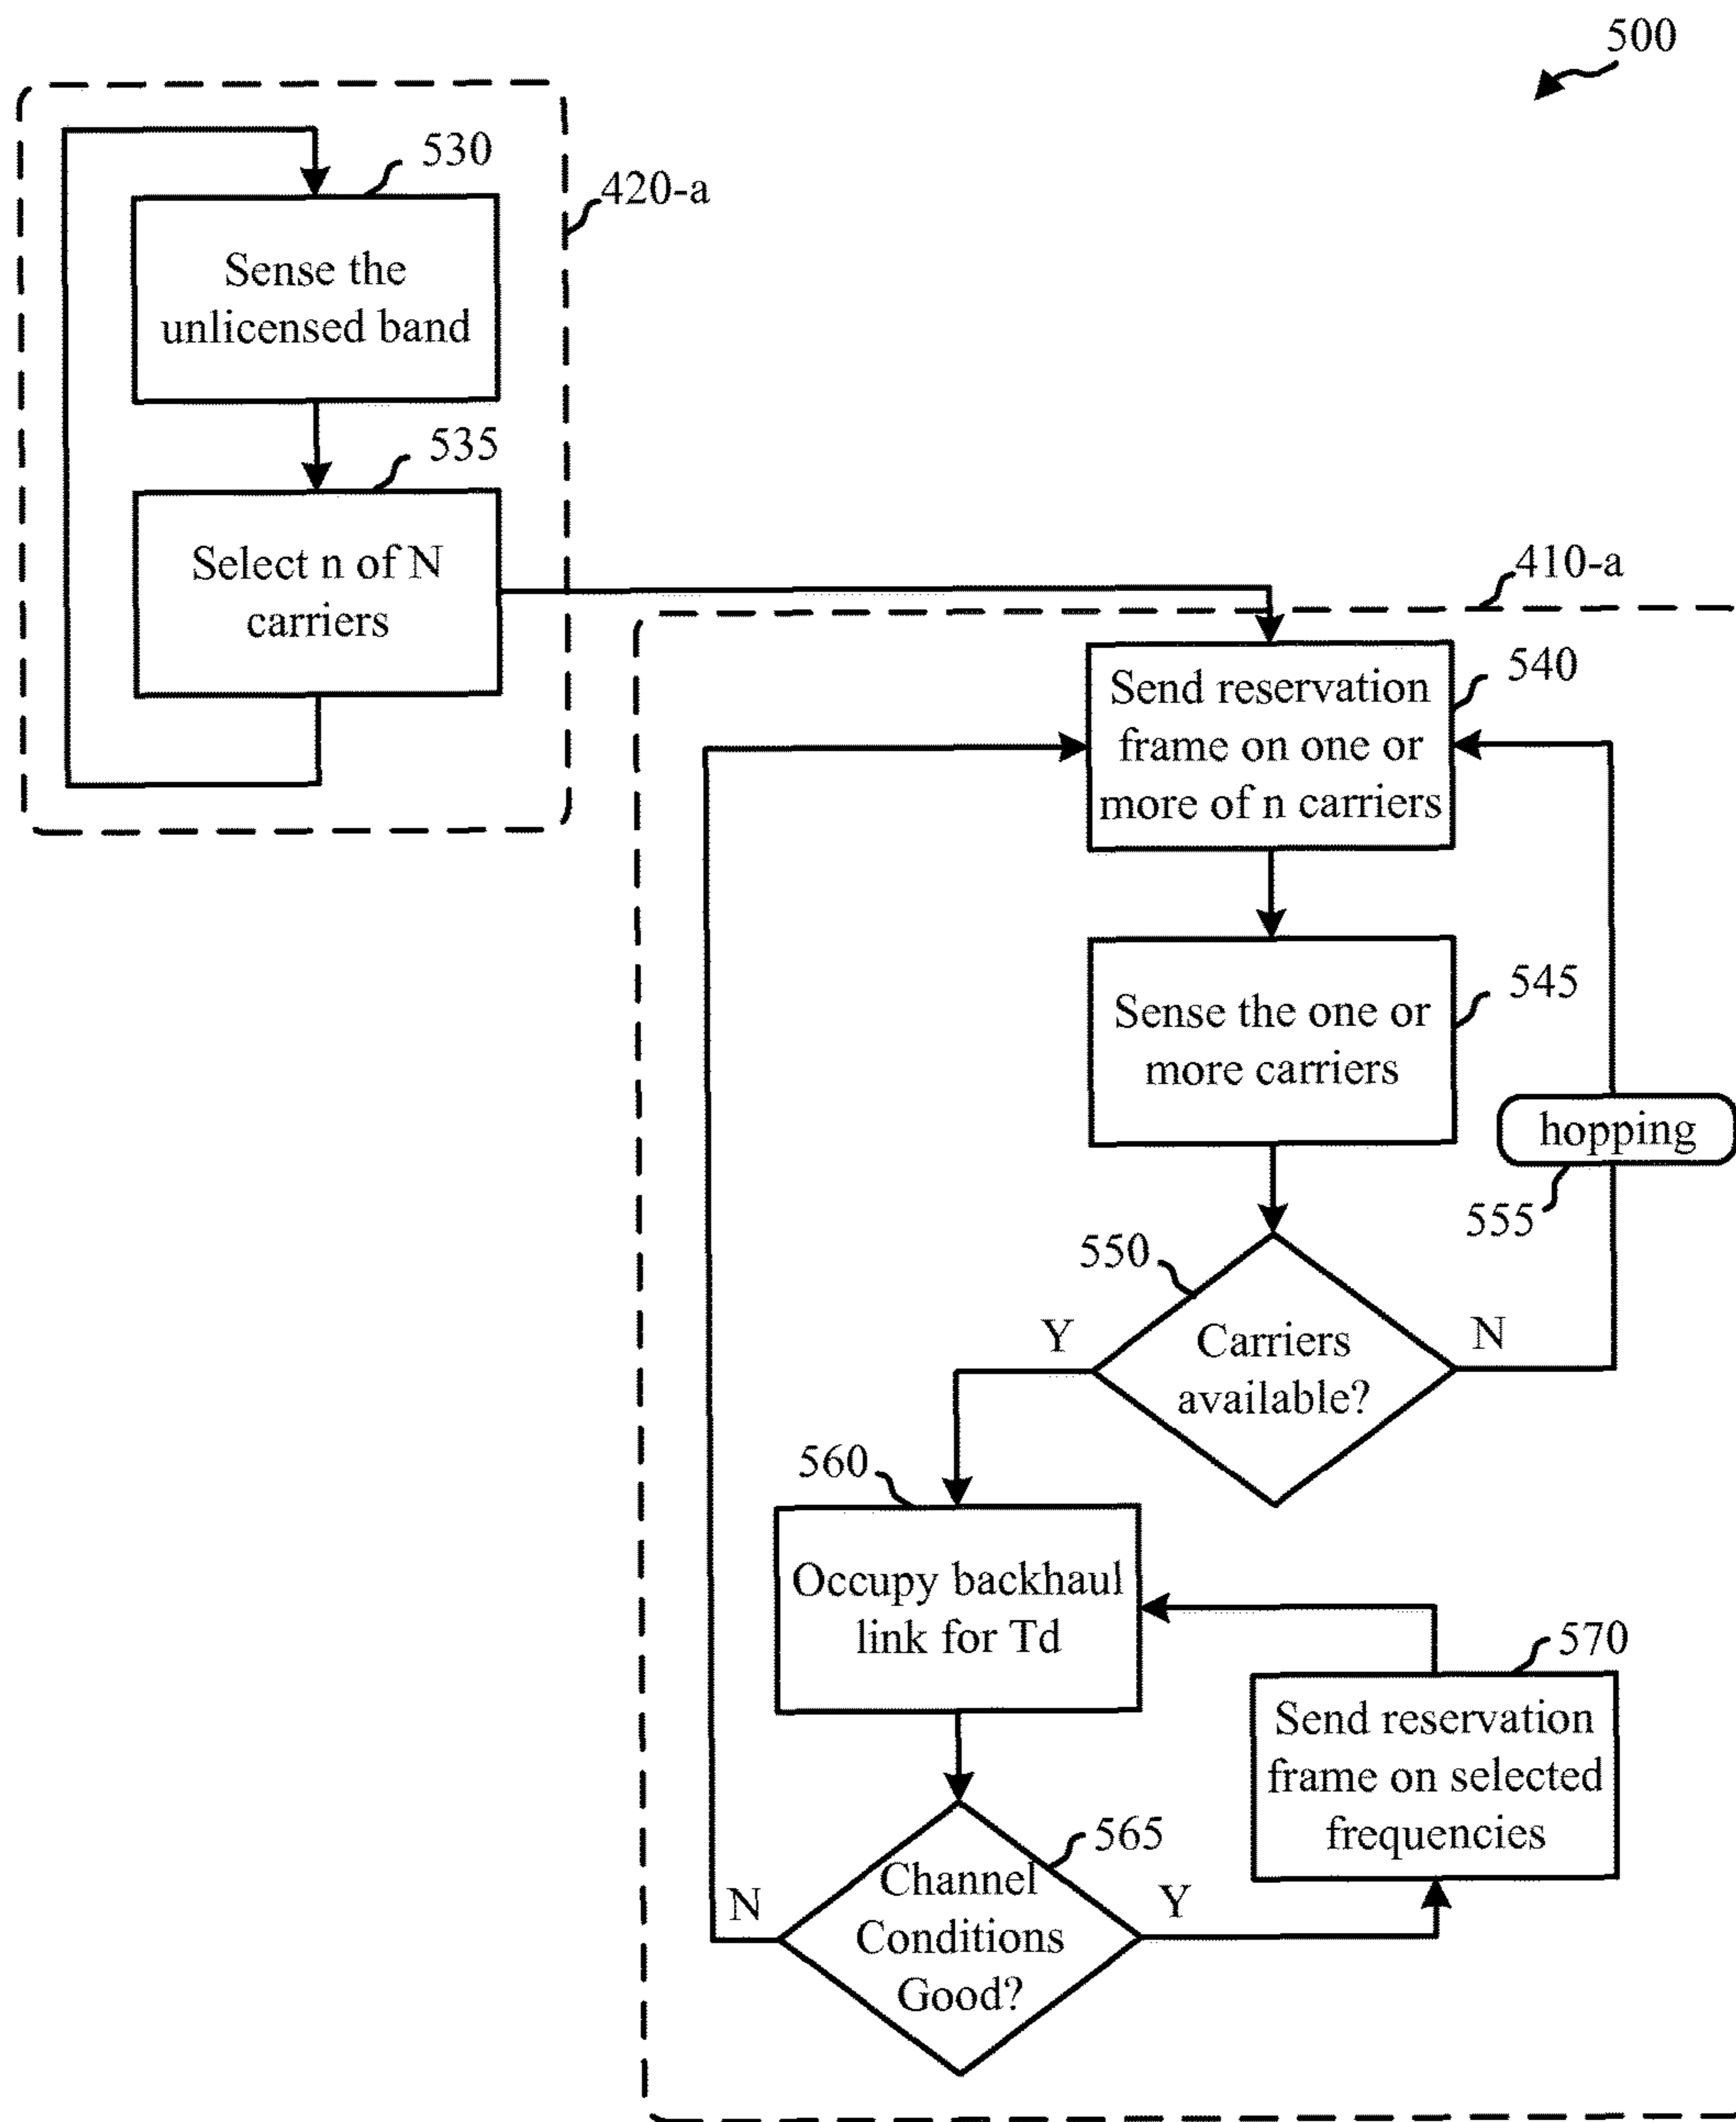 500
530
420-a
Sense the
unlicensed band
535
Select n of N
carriers
410-a
540
Send reservation
frame on one or
more of n carriers
545
Sense the one or
more carriers
hopping
555
550
Y
N
Carriers
available?
560
Occupy backhaul
link for Td
570
Send reservation
frame on selected
frequencies
565
N
Y
Channel
Conditions
Good?